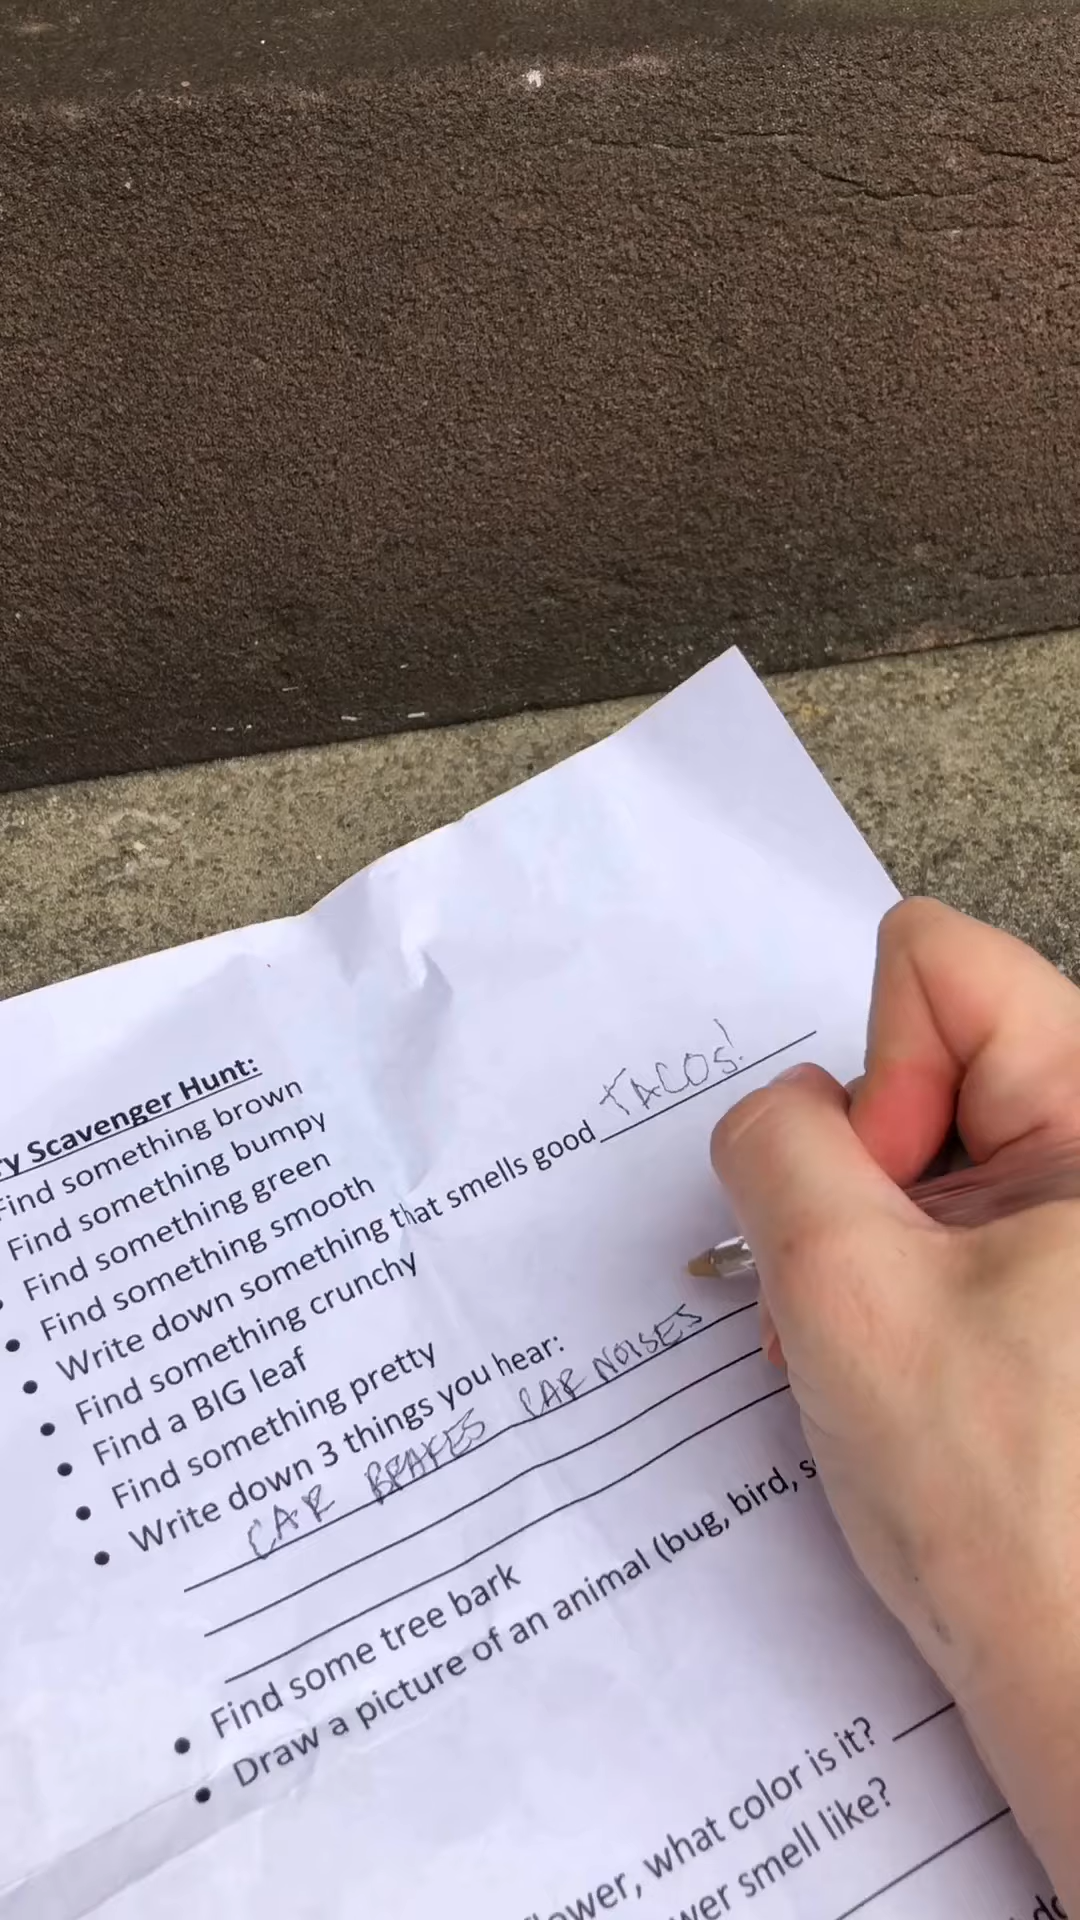 ry Scavenger Hunt:
Find something brown
Find something bumpy
• Find something green
• Find something smooth
• Write down something that smells good TACOS!
• Find something crunchy
• Find a BIG leaf
• Find something pretty
• Write down 3 things you hear:
CAR BRAKES CAR NOISES
• Find some tree bark
• Draw a picture of an animal (bug, bird, s
lower, what color is it?
wer smell like?